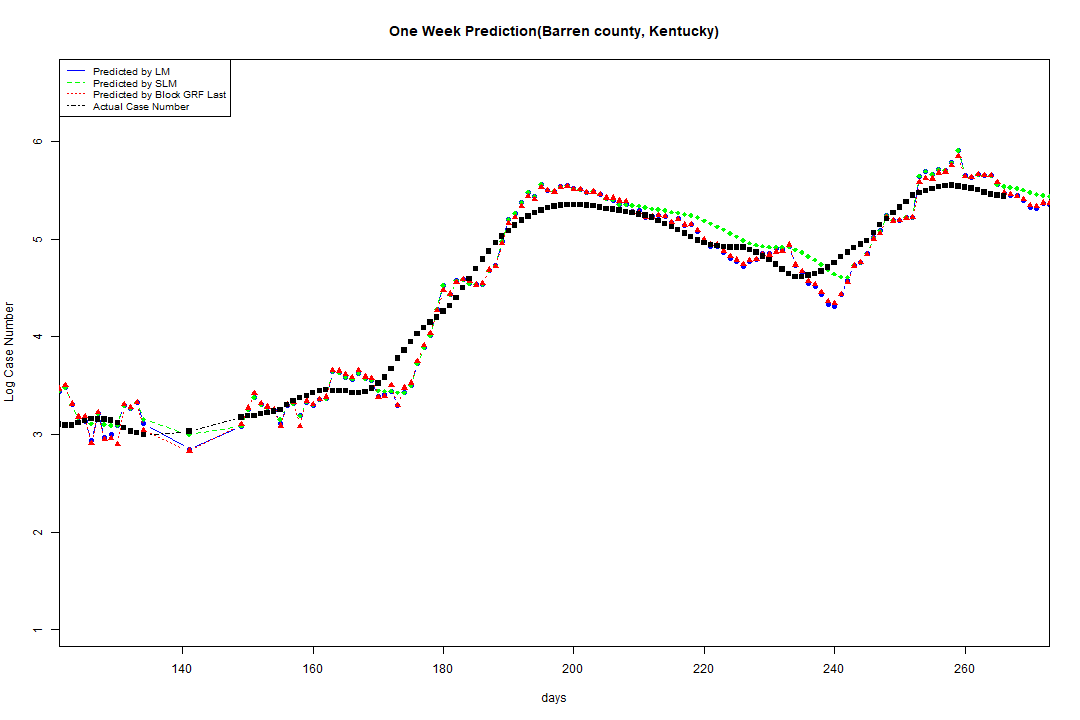 One Week Prediction(Barren county, Kentucky)
Predicted by LM
Predicted by SLM
Predicted by Block GRF Last
Actual Case Number
Log Case Number
6
5
4
3
2
1
140 160 180 200 220 240 260
days